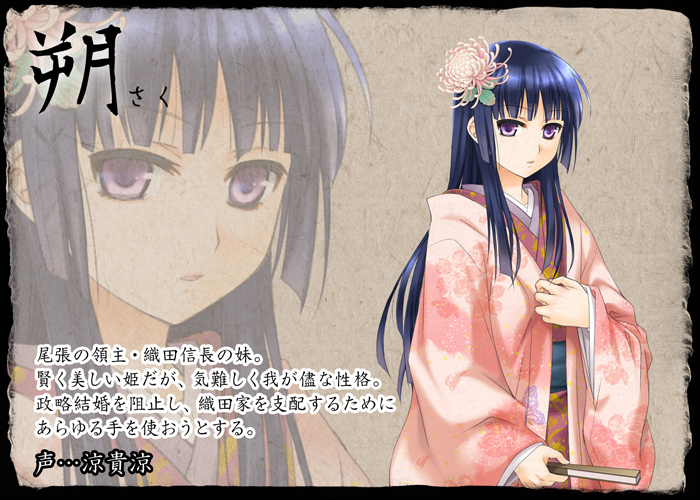 朔
さく
尾張の領主・織田信長の妹。
賢く美しい姫だが、気難しく我が儘な性格。
政略結婚を阻止し、織田家を支配するために
あらゆる手を使おうとする。
声…涼貴涼